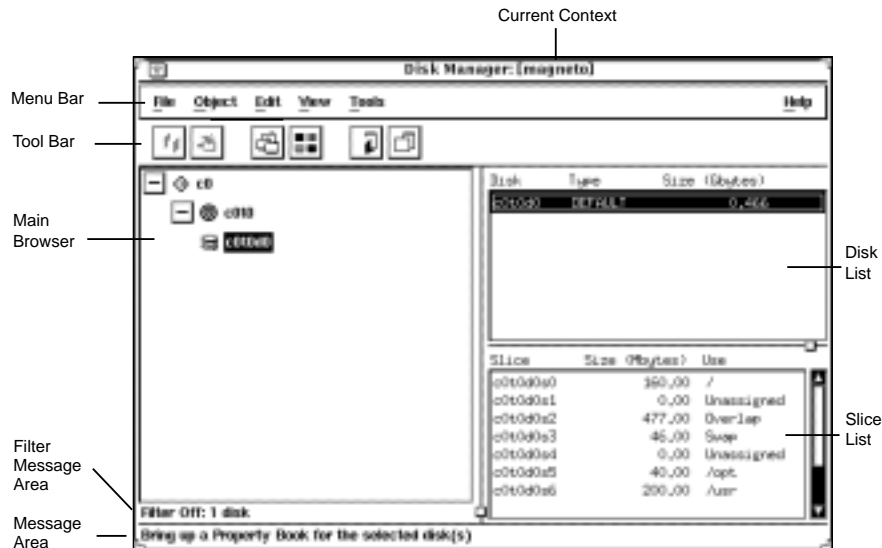 Current Context
Disk Manager: [magneto]
Menu Bar
File Object Edit View Tools Help
Tool Bar
Main
Browser
c0
c0t0
c0t0d0
Disk Type Size (Gbytes)
c0t0d0 DEFAULT 0.466
Disk
List
Slice Size (Mbytes) Use
c0t0d0s0 160.00 /
c0t0d0s1 0.00 Unassigned
c0t0d0s2 477.00 Overlap
c0t0d0s3 46.00 Swap
c0t0d0s4 0.00 Unassigned
c0t0d0s5 40.00 /opt
c0t0d0s6 200.00 /usr
Slice
List
Filter
Message
Area
Filter Off: 1 disk
Message
Area
Bring up a Property Book for the selected disk(s)